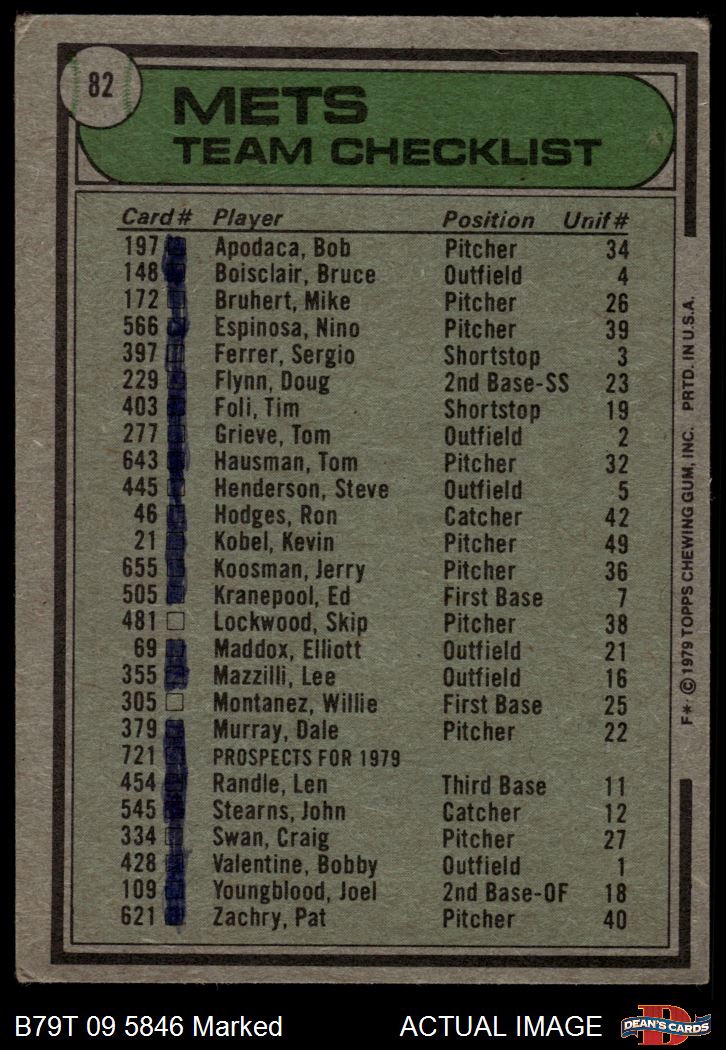 82
METS
TEAM CHECKLIST
Card# Player Position Unif#
197 Apodaca, Bob Pitcher 34
148 Boisclair, Bruce Outfield 4
172 Bruhert, Mike Pitcher 26
566 Espinosa, Nino Pitcher 39
397 Ferrer, Sergio Shortstop 3
229 Flynn, Doug 2nd Base-SS 23
403 Foli, Tim Shortstop 19
277 Grieve, Tom Outfield 2
643 Hausman, Tom Pitcher 32
445 Henderson, Steve Outfield 5
46 Hodges, Ron Catcher 42
21 Kobel, Kevin Pitcher 49
655 Koosman, Jerry Pitcher 36
505 Kranepool, Ed First Base 7
481 Lockwood, Skip Pitcher 38
69 Maddox, Elliott Outfield 21
355 Mazzilli, Lee Outfield 16
305 Montanez, Willie First Base 25
379 Murray, Dale Pitcher 22
721 PROSPECTS FOR 1979
454 Randle, Len Third Base 11
545 Stearns, John Catcher 12
334 Swan, Craig Pitcher 27
428 Valentine, Bobby Outfield 1
109 Youngblood, Joel 2nd Base-OF 18
621 Zachry, Pat Pitcher 40
F* © 1979 TOPPS CHEWING GUM, INC. PRTD. IN U.S.A.
B79T 09 5846 Marked
ACTUAL IMAGE
D
DEAN'S CARDS